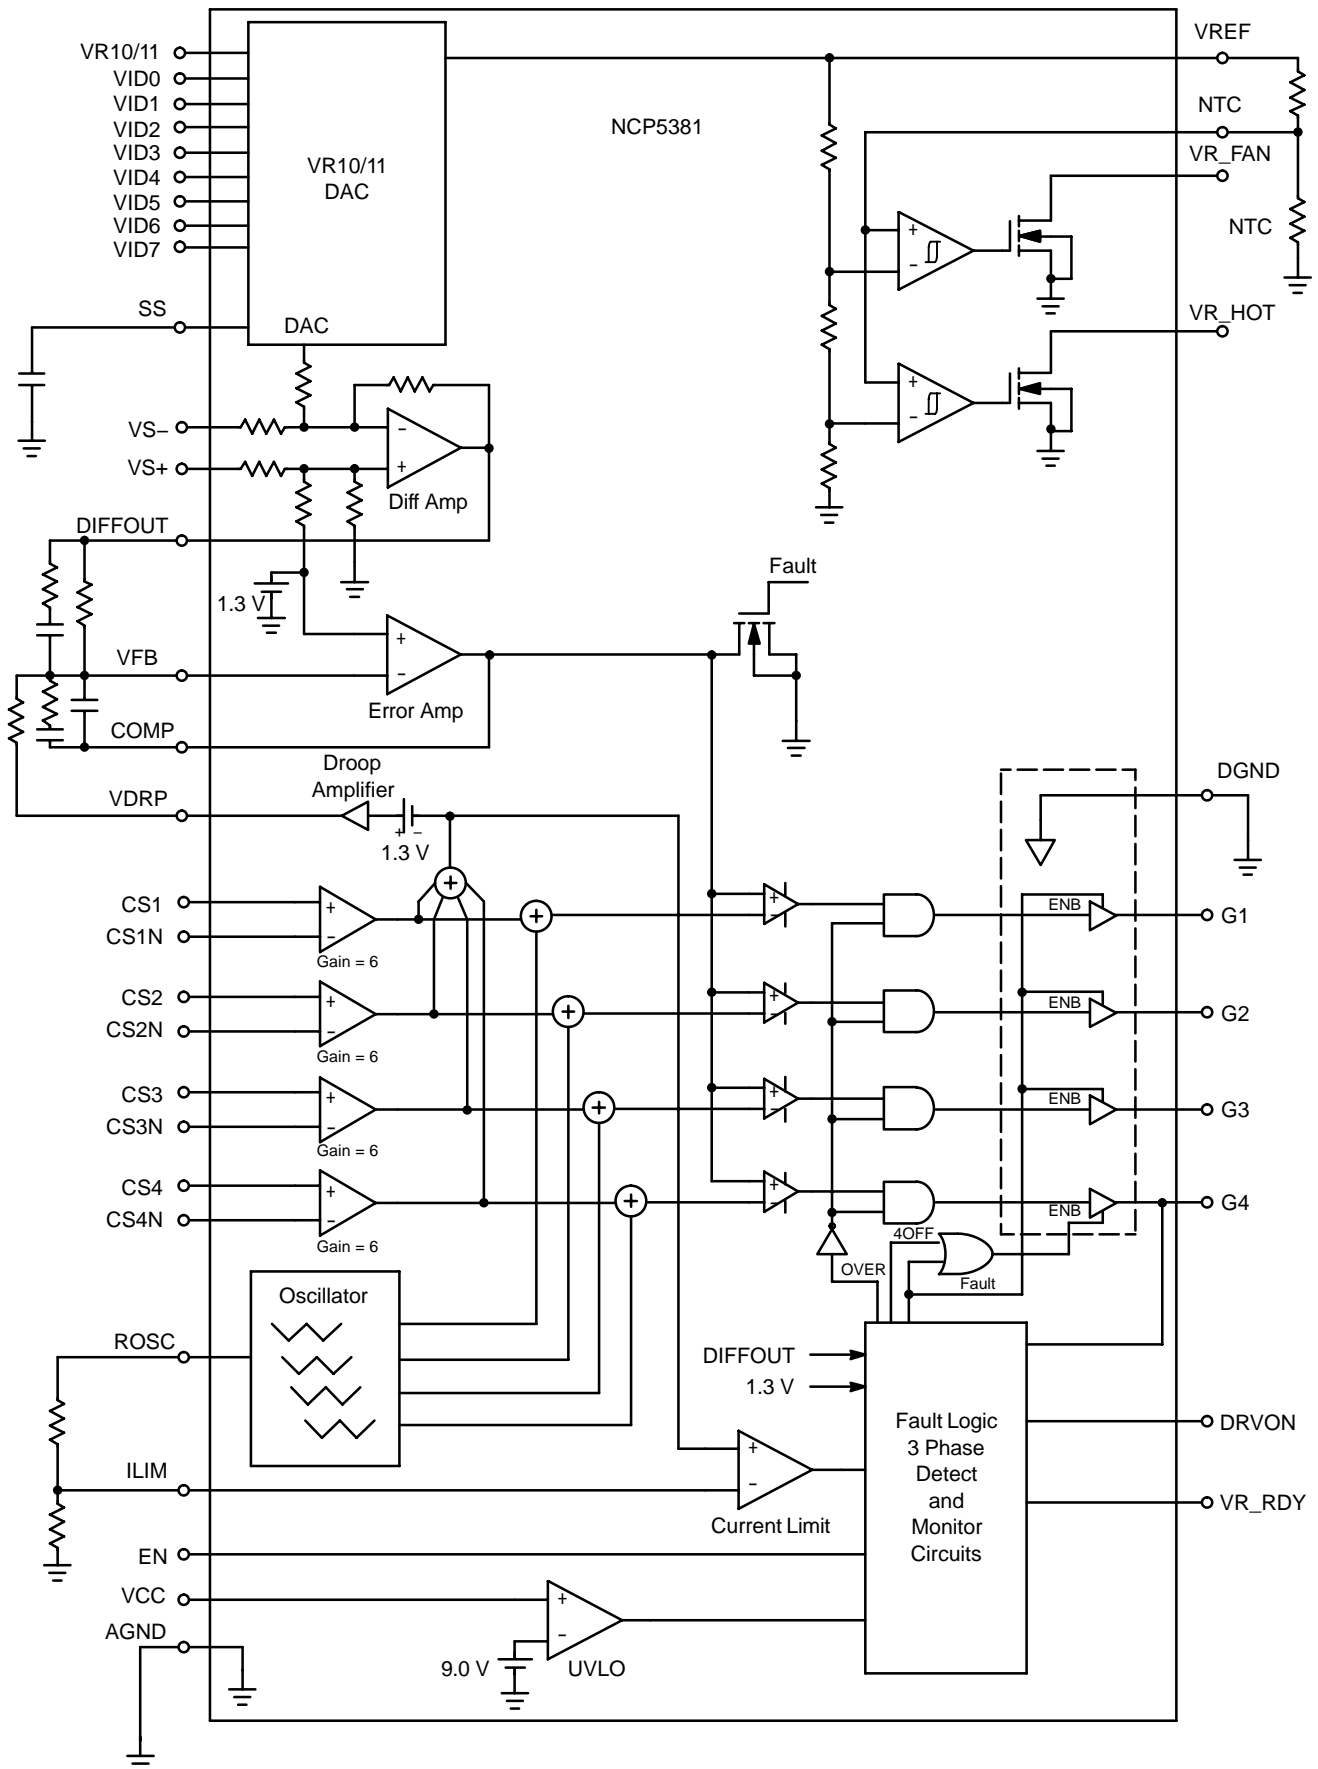 VREF
VR10/11
VID0
VID1
VID2
VID3
VID4
VID5
VID6
VID7
VR10/11
DAC
NCP5381
NTC
VR_FAN
NTC
+
−
SS
DAC
VR_HOT
+
−
VS−
VS+
−
+
Diff Amp
DIFFOUT
1.3 V
Fault
VFB
+
−
Error Amp
COMP
Droop
Amplifier
VDRP
+ −
1.3 V
DGND
+
CS1
CS1N
+
−
Gain = 6
+
+
−
ENB
G1
CS2
CS2N
+
−
Gain = 6
+
+
−
ENB
G2
CS3
CS3N
+
−
Gain = 6
+
+
−
ENB
G3
CS4
CS4N
+
−
Gain = 6
+
+
−
ENB
G4
4OFF
OVER
Fault
Oscillator
ROSC
DIFFOUT
1.3 V
Fault Logic
3 Phase
Detect
and
Monitor
Circuits
DRVON
ILIM
+
−
Current Limit
VR_RDY
EN
VCC
AGND
+
−
9.0 V
UVLO